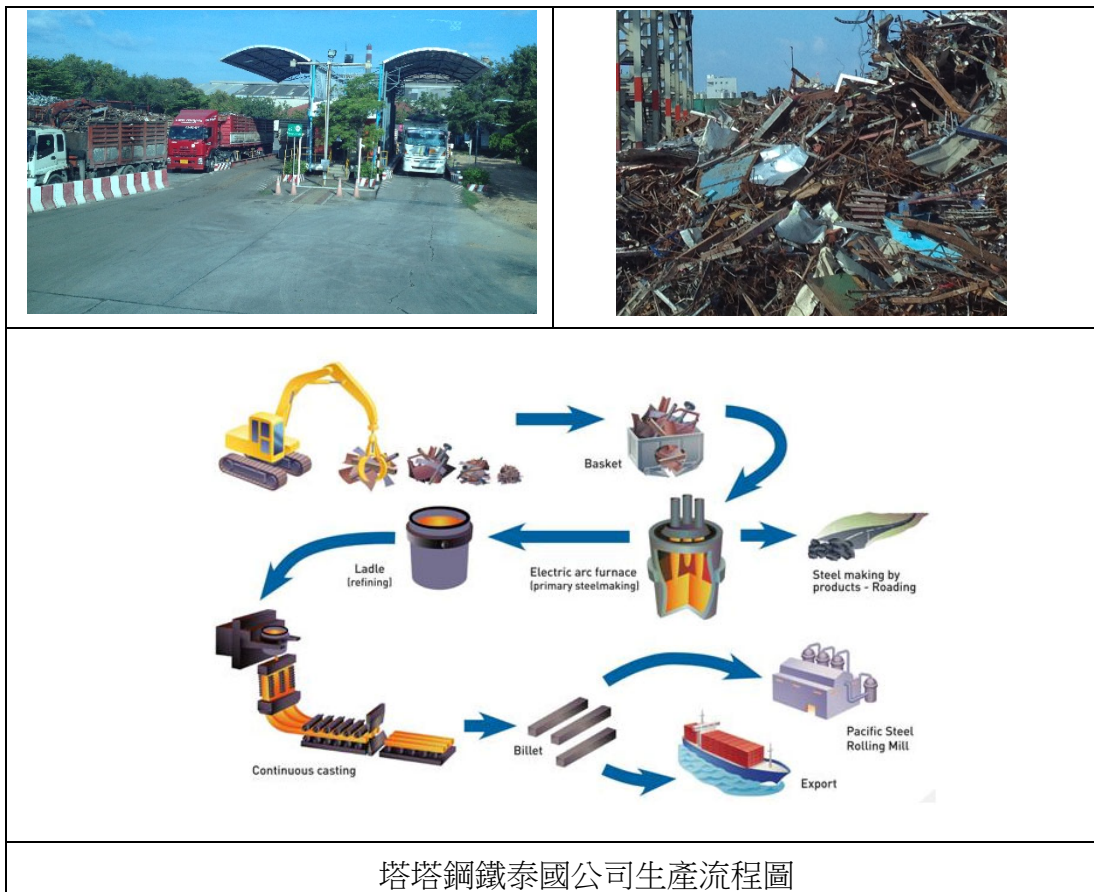 Basket
Ladle
(refining)
Electric arc furnace
(primary steelmaking)
Steel making by
products - Roading
Continuous casting
Billet
Pacific Steel
Rolling Mill
Export
塔塔鋼鐵泰國公司生產流程圖